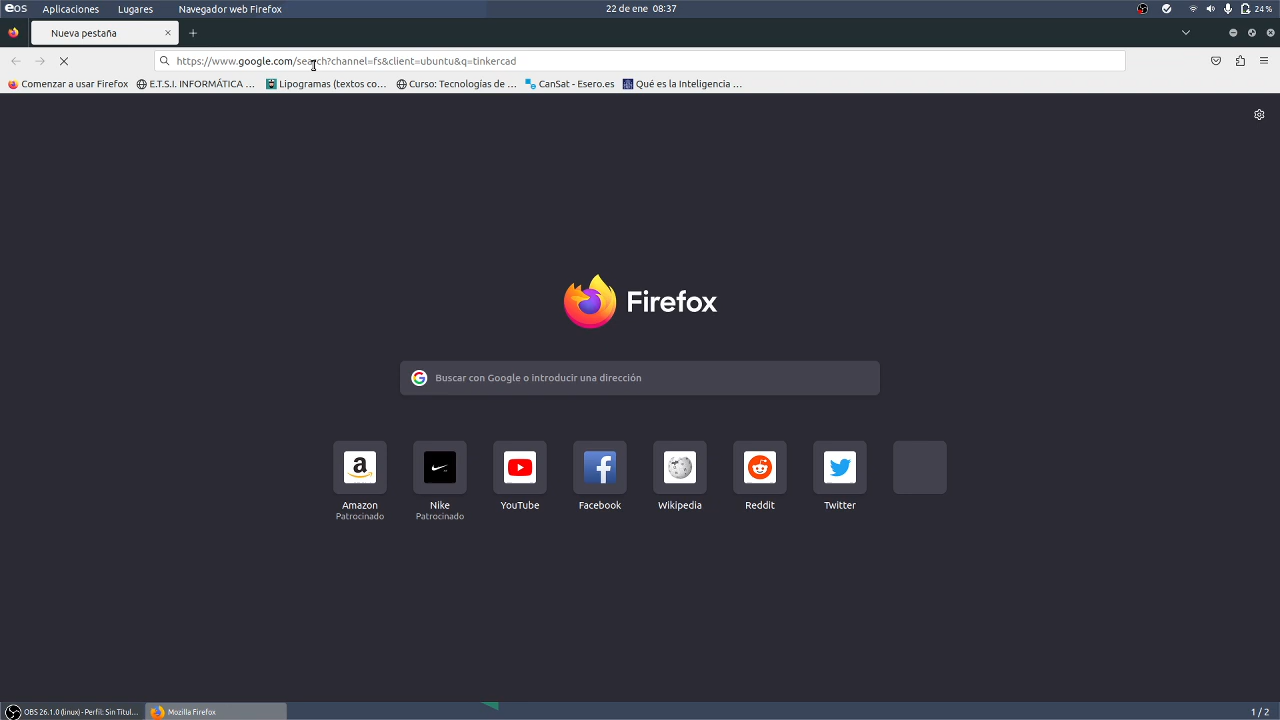 eos Aplicaciones Lugares Navegador web Firefox 22 de ene 08:37 24 %
Nueva pestaña
https://www.google.com/search?channel=fs&client=ubuntu&q=tinkercad
Comenzar a usar Firefox E.T.S.I. INFORMÁTICA ... Lipogramas (textos co... Curso: Tecnologías de ... CanSat - Esero.es Qué es la Inteligencia ...
Firefox
Buscar con Google o introducir una dirección
Amazon Nike YouTube Facebook Wikipedia Reddit Twitter
Patrocinado Patrocinado
OBS 26.1.0 (linux) - Perfil: Sin Titul... Mozilla Firefox 1 / 2